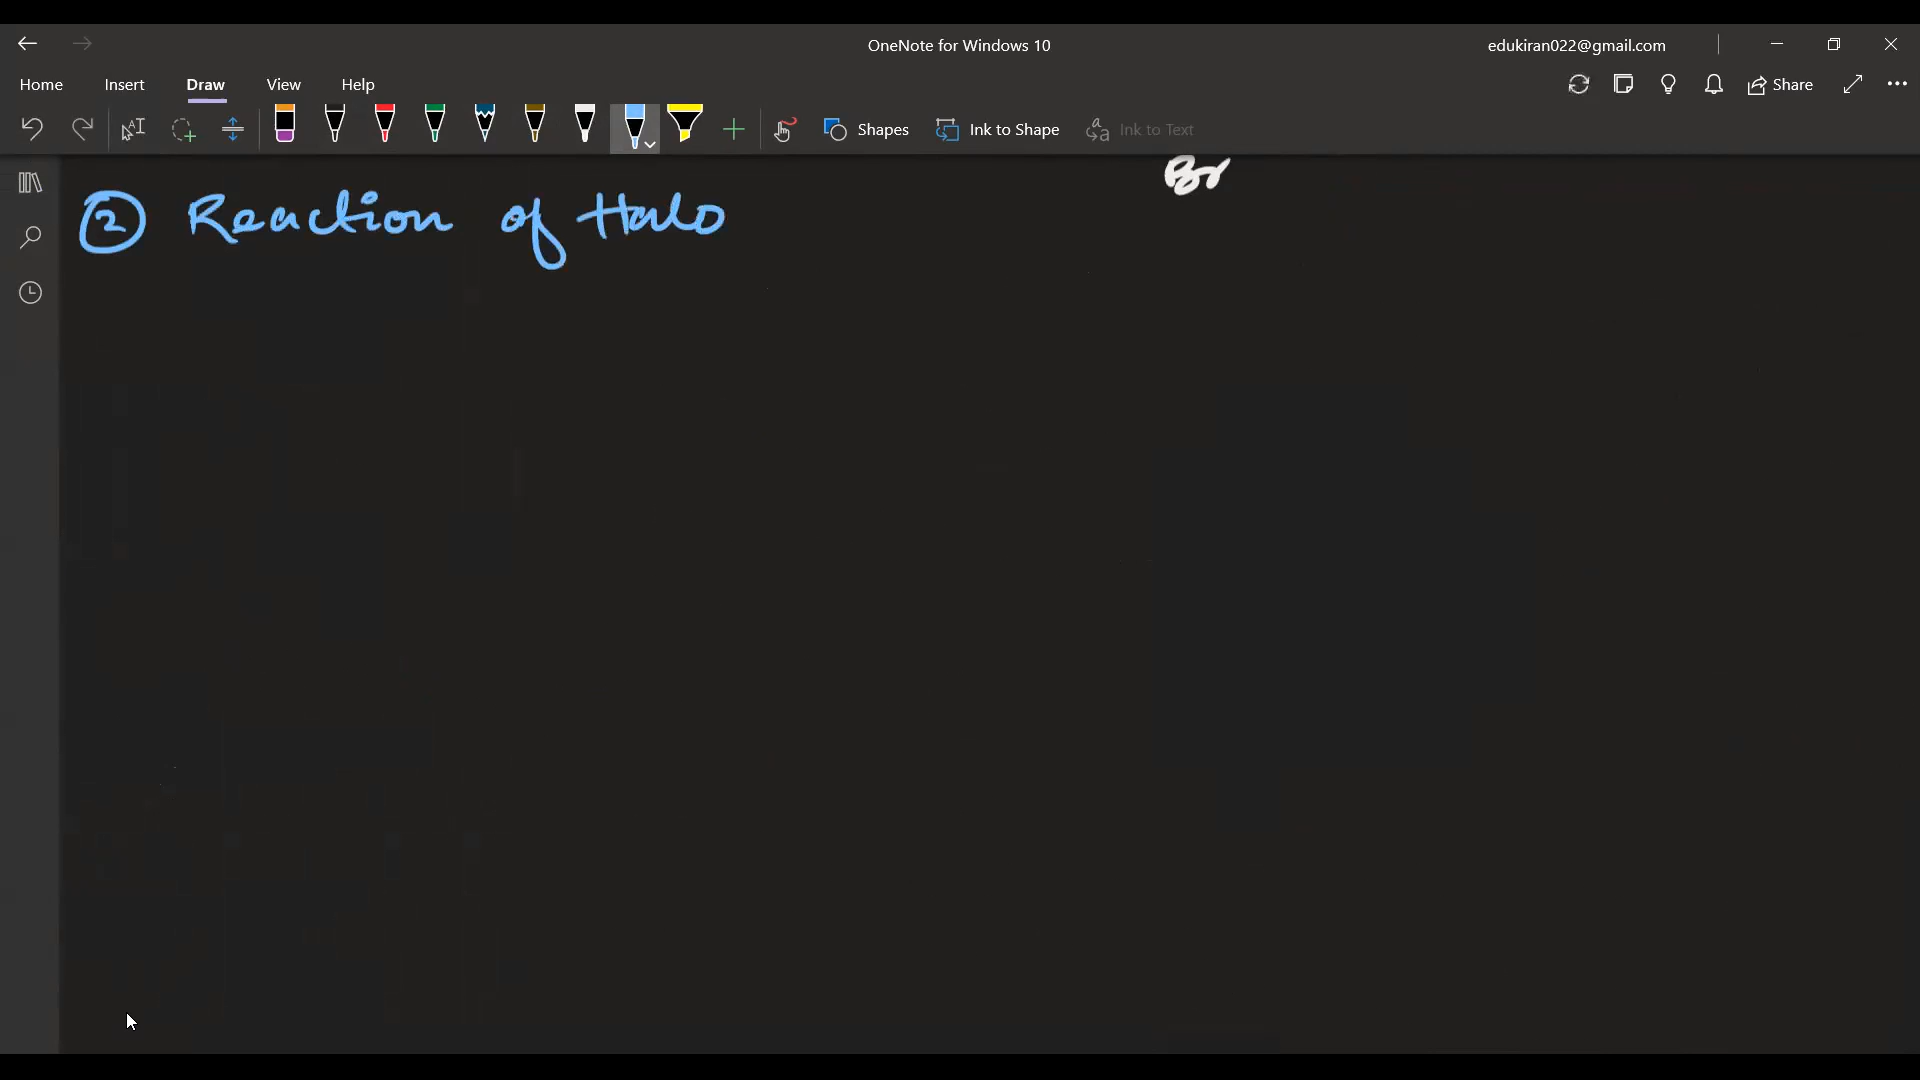 OneNote for Windows 10
edukiran022@gmail.com
Home Insert Draw View Help
Share
Shapes Ink to Shape Ink to Text
Br
② Reaction of Halo